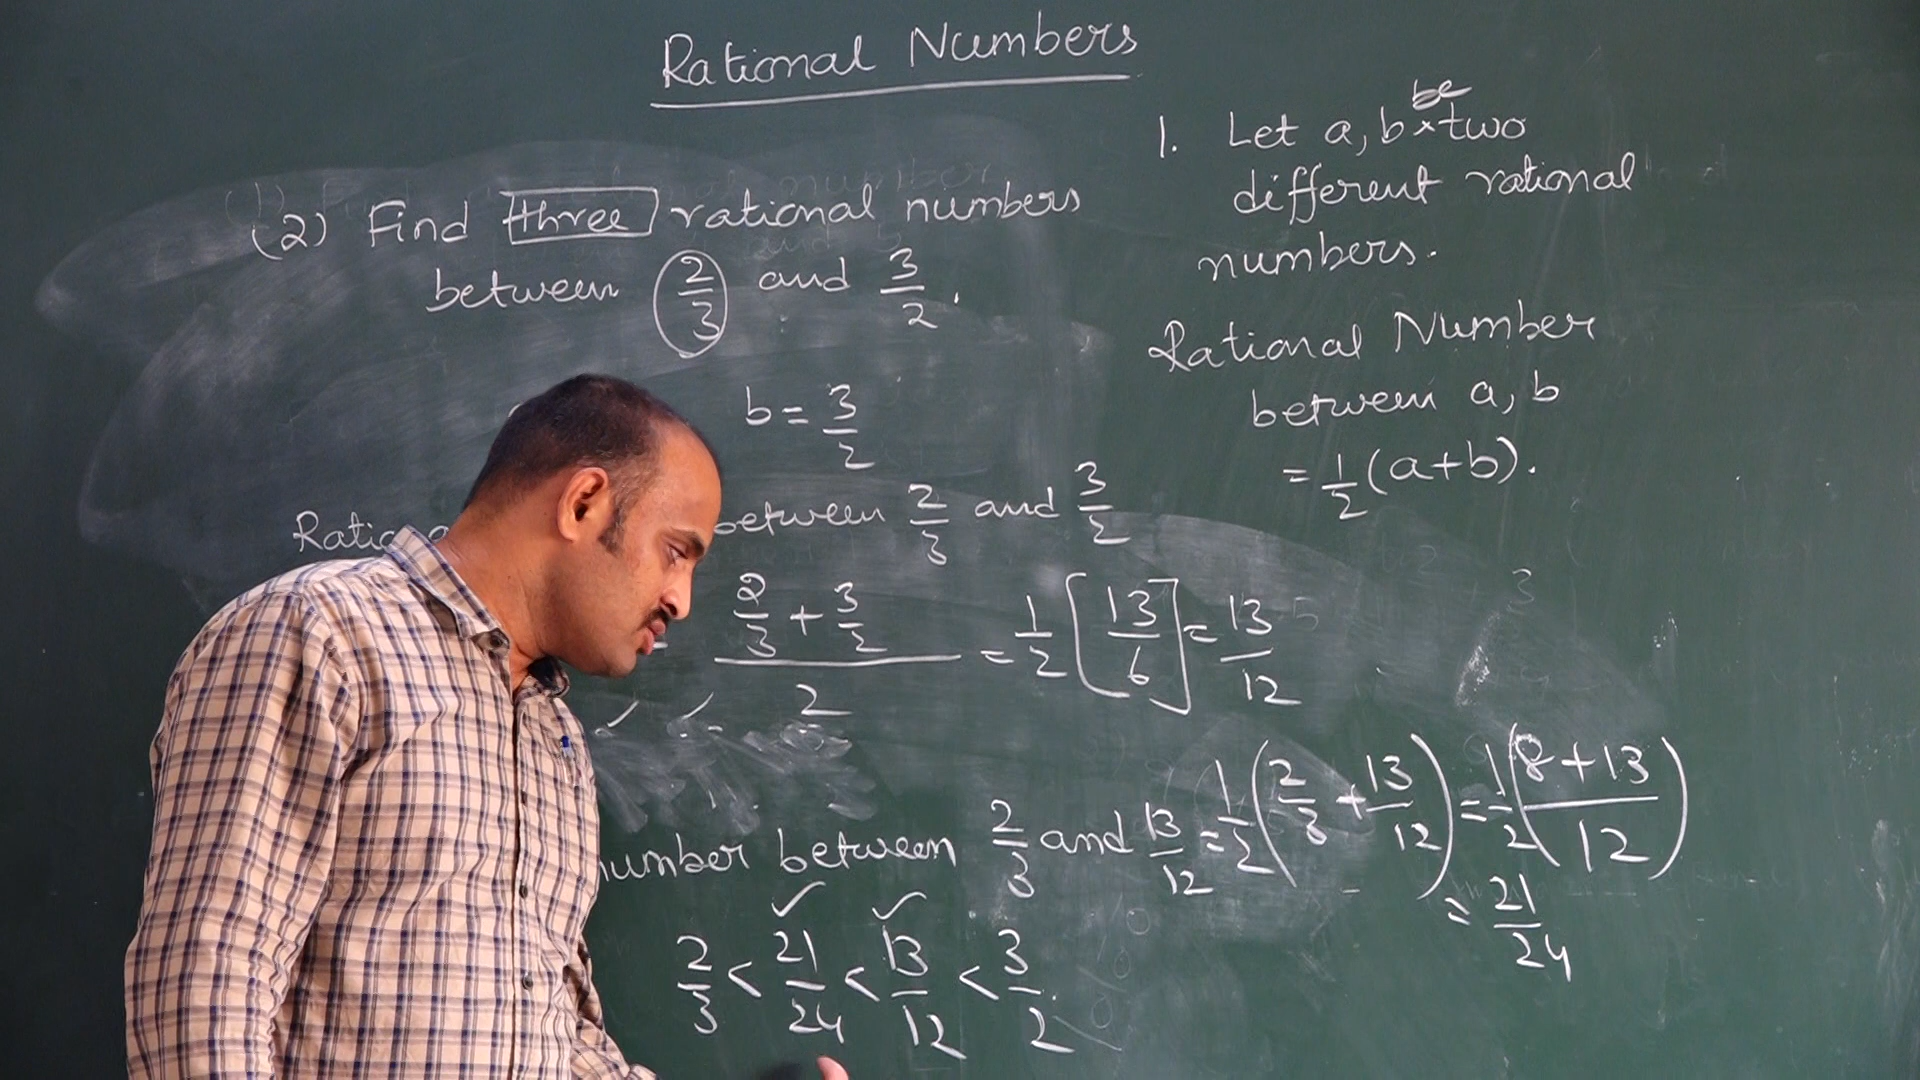 Rational Numbers
(2) Find three rational numbers
between 2/3 and 3/2.
b = 3/2
between 2/3 and 3/2
= (2/3 + 3/2)/2 = 1/2 [13/6] = 13/12
number between 2/3 and 13/12 = 1/2 (2/3 + 13/12) = 1/2 ((8+13)/12)
= 21/24
2/3 < 21/24 < 13/12 < 3/2
1. Let a, b be two
different rational
numbers.
Rational Number
between a, b
= 1/2 (a+b).